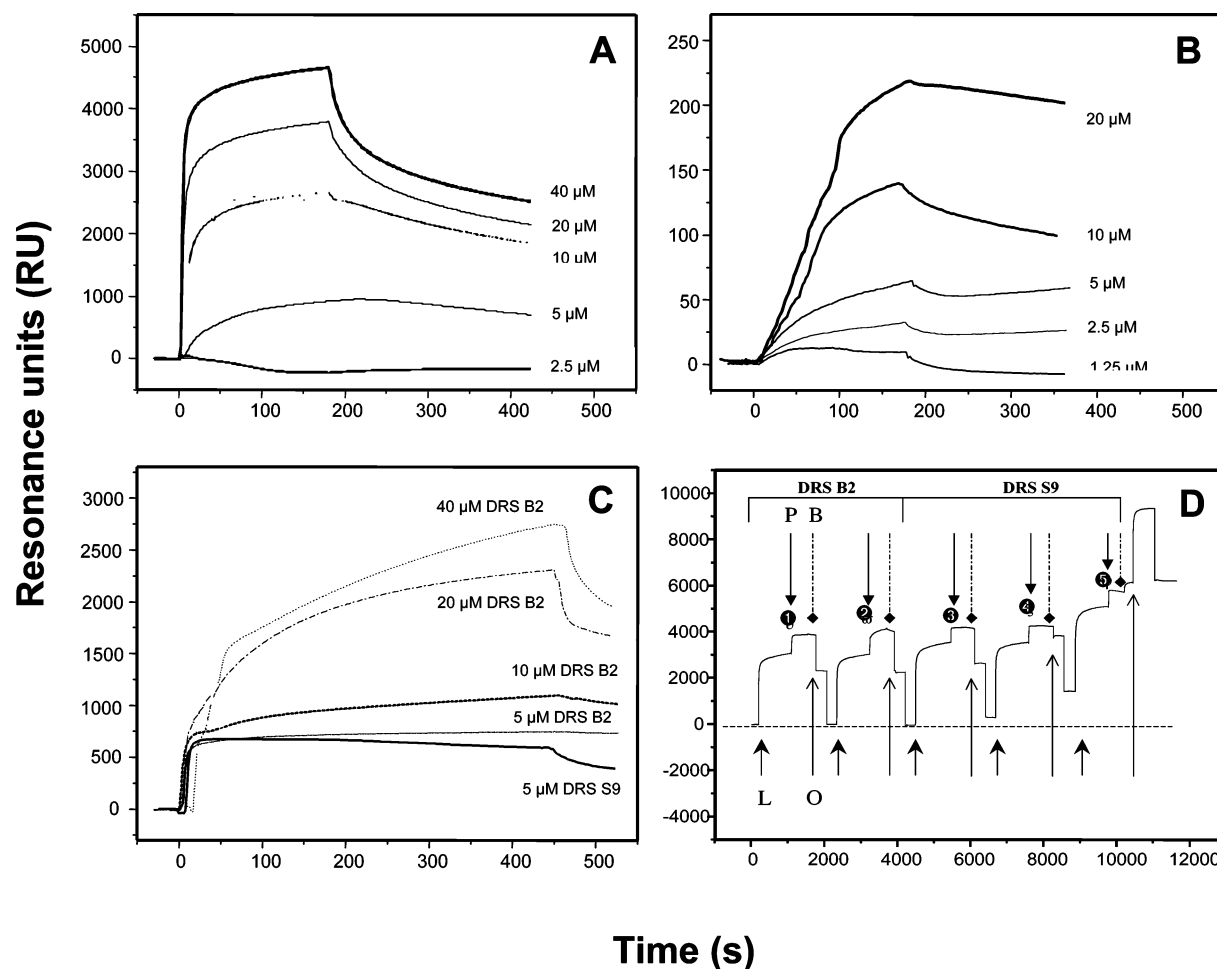 Resonance units (RU)
A
5000
4000
3000
2000
1000
0
40 µM
20 µM
10 µM
5 µM
2.5 µM
0 100 200 300 400 500
B
250
200
150
100
50
0
20 µM
10 µM
5 µM
2.5 µM
1.25 µM
0 100 200 300 400 500
C
3000
2500
2000
1500
1000
500
0
40 µM DRS B2
20 µM DRS B2
10 µM DRS B2
5 µM DRS B2
5 µM DRS S9
0 100 200 300 400 500
D
10000
8000
6000
4000
2000
0
-2000
-4000
DRS B2 DRS S9
P B
1 2 3 4 5
L O
0 2000 4000 6000 8000 10000 12000
Time (s)